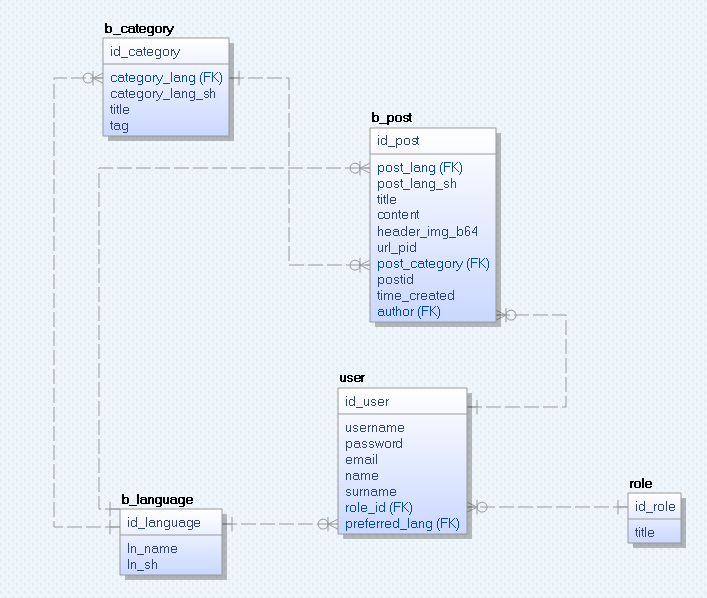 b_category
id_category
category_lang (FK)
category_lang_sh
title
tag
b_post
id_post
post_lang (FK)
post_lang_sh
title
content
header_img_b64
url_pid
post_category (FK)
postid
time_created
author (FK)
user
id_user
username
password
email
name
surname
role_id (FK)
preferred_lang (FK)
role
id_role
title
b_language
id_language
ln_name
ln_sh